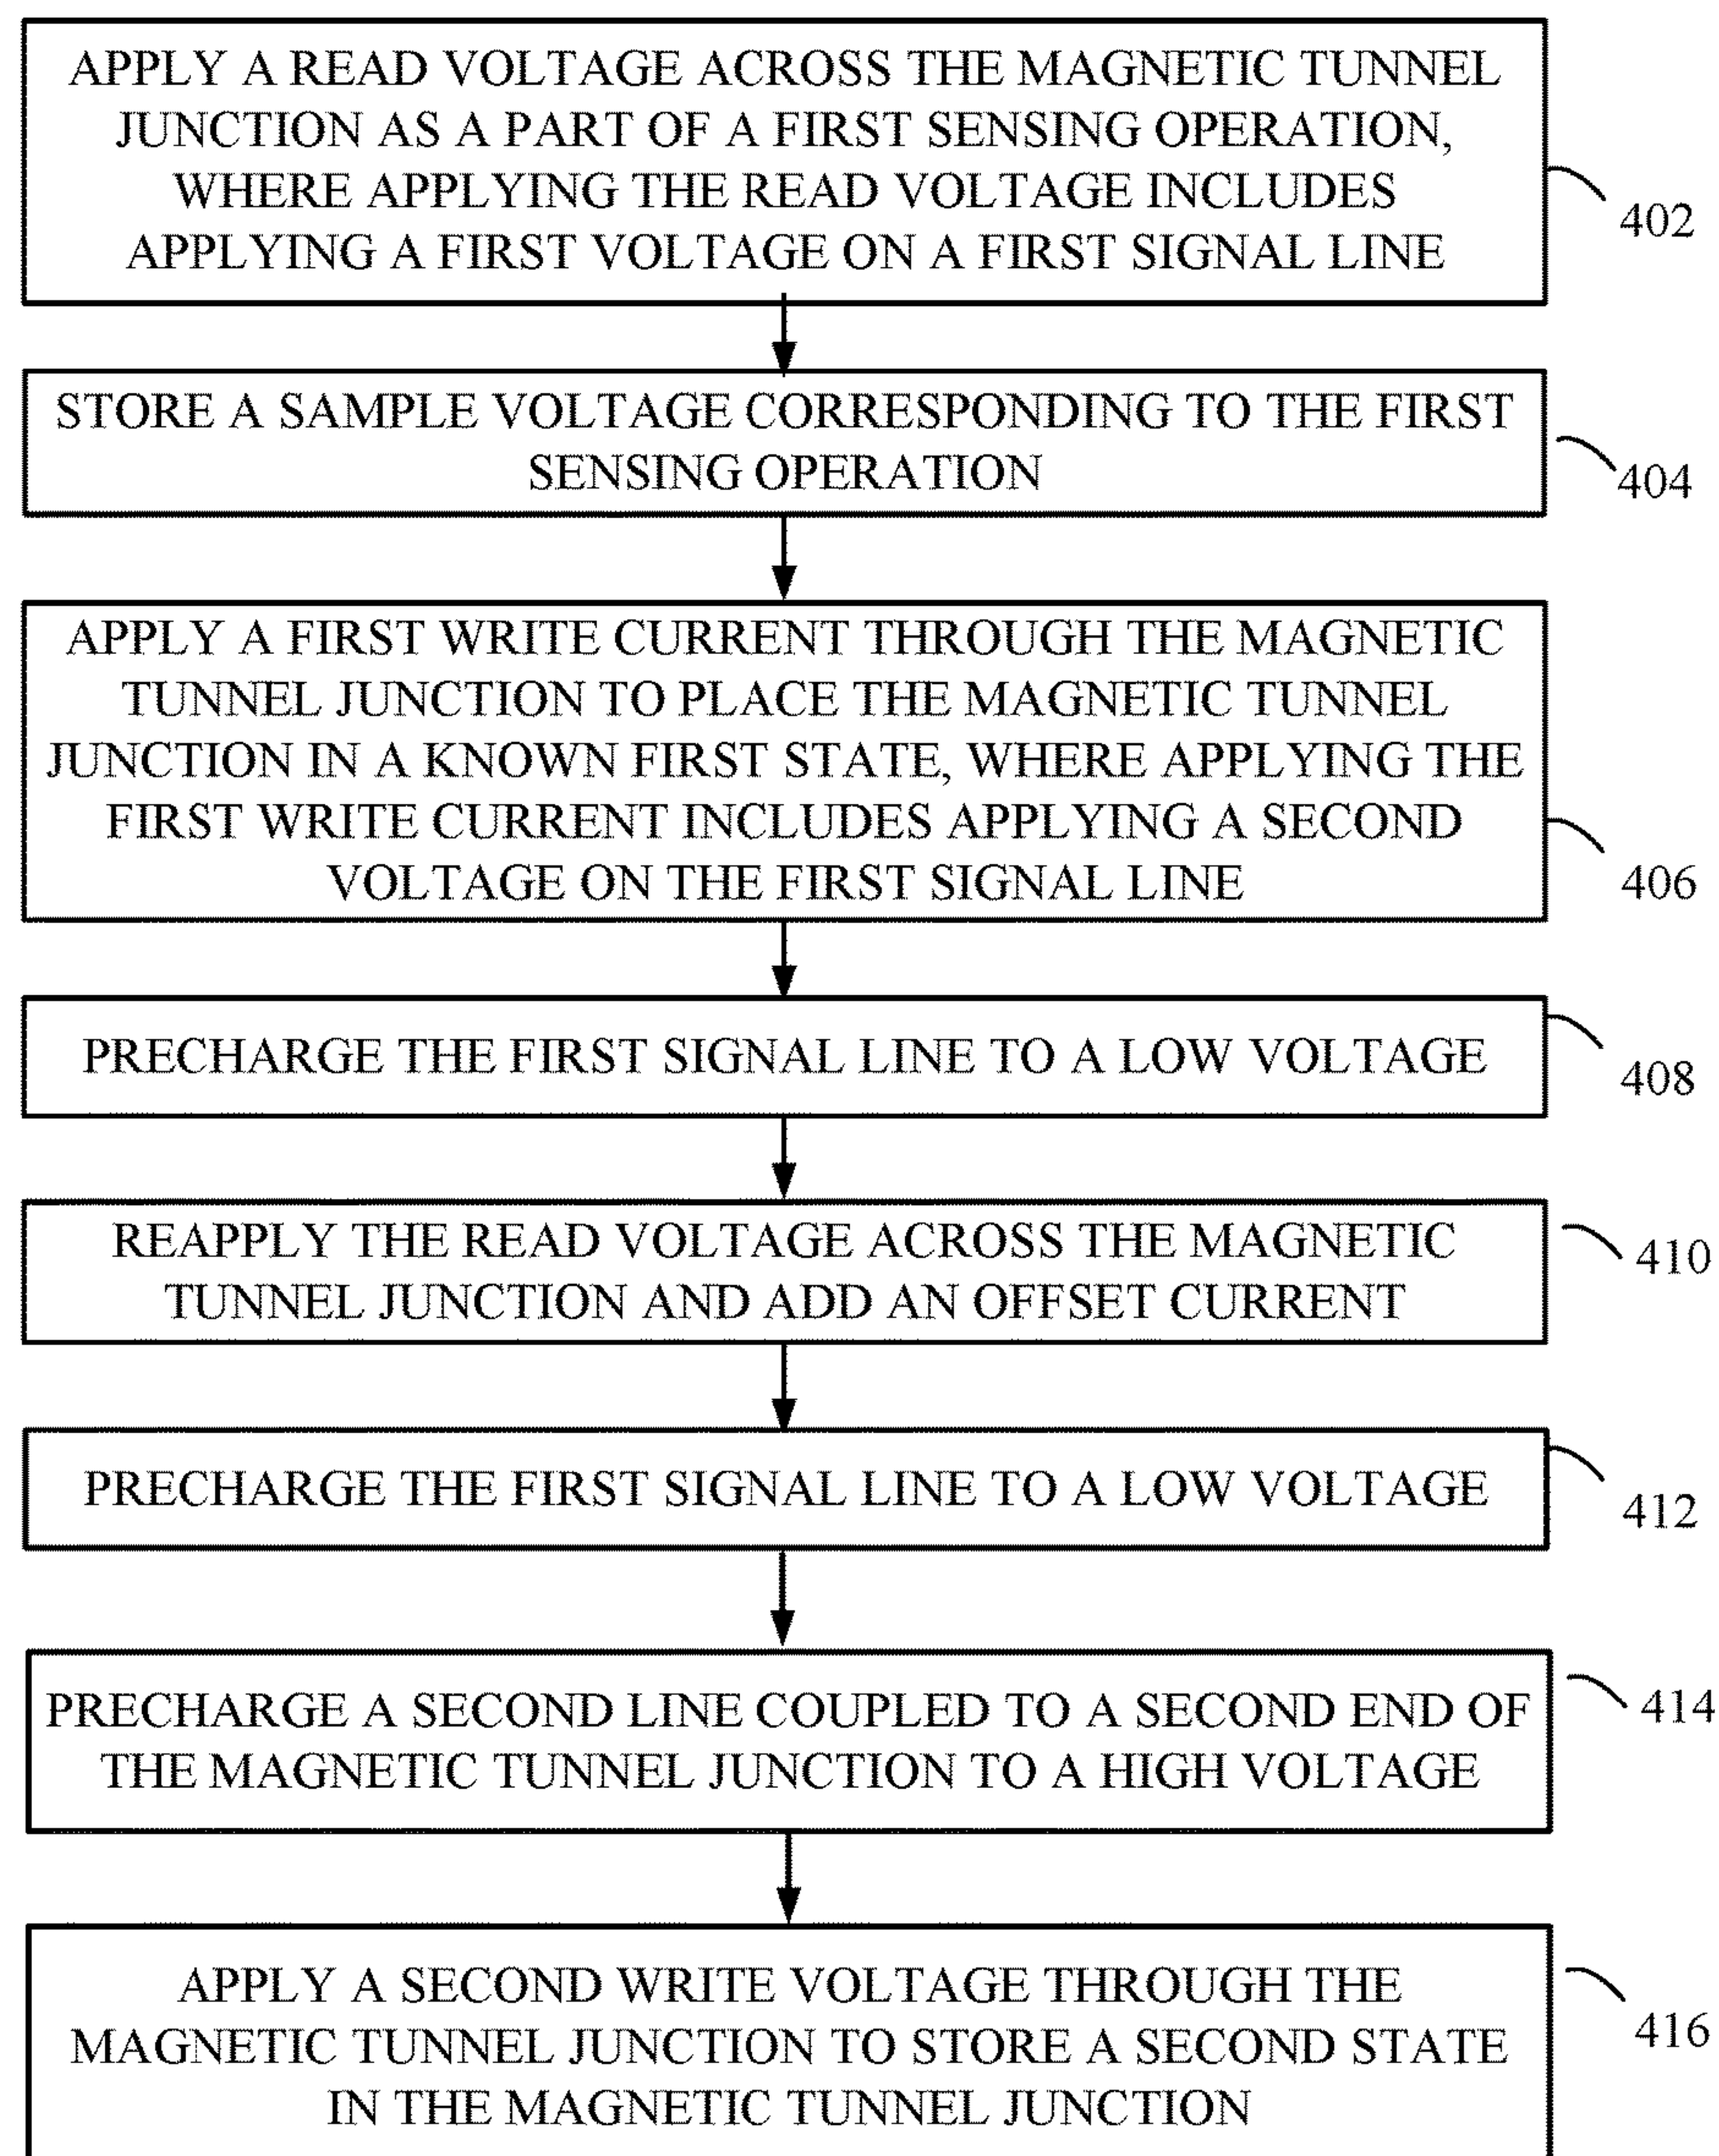 APPLY A READ VOLTAGE ACROSS THE MAGNETIC TUNNEL
JUNCTION AS A PART OF A FIRST SENSING OPERATION,
WHERE APPLYING THE READ VOLTAGE INCLUDES
APPLYING A FIRST VOLTAGE ON A FIRST SIGNAL LINE
402
STORE A SAMPLE VOLTAGE CORRESPONDING TO THE FIRST
SENSING OPERATION
404
APPLY A FIRST WRITE CURRENT THROUGH THE MAGNETIC
TUNNEL JUNCTION TO PLACE THE MAGNETIC TUNNEL
JUNCTION IN A KNOWN FIRST STATE, WHERE APPLYING THE
FIRST WRITE CURRENT INCLUDES APPLYING A SECOND
VOLTAGE ON THE FIRST SIGNAL LINE
406
PRECHARGE THE FIRST SIGNAL LINE TO A LOW VOLTAGE
408
REAPPLY THE READ VOLTAGE ACROSS THE MAGNETIC
TUNNEL JUNCTION AND ADD AN OFFSET CURRENT
410
PRECHARGE THE FIRST SIGNAL LINE TO A LOW VOLTAGE
412
PRECHARGE A SECOND LINE COUPLED TO A SECOND END OF
THE MAGNETIC TUNNEL JUNCTION TO A HIGH VOLTAGE
414
APPLY A SECOND WRITE VOLTAGE THROUGH THE
MAGNETIC TUNNEL JUNCTION TO STORE A SECOND STATE
IN THE MAGNETIC TUNNEL JUNCTION
416